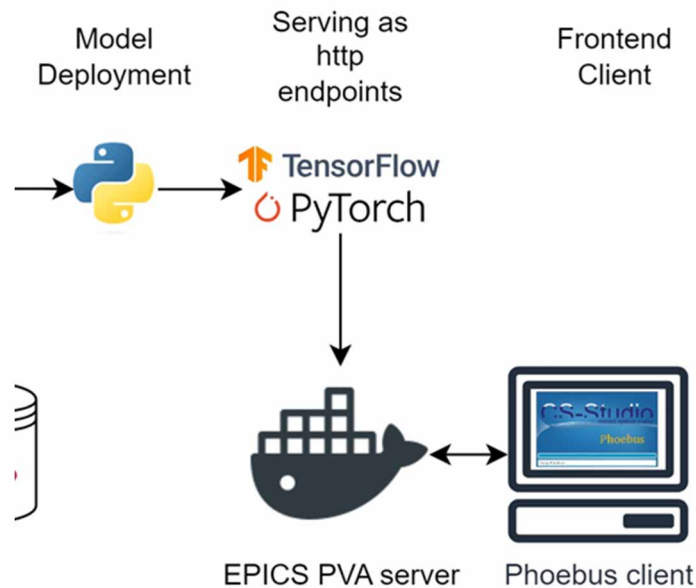 Model
Deployment
Serving as
http
endpoints
Frontend
Client
TensorFlow
PyTorch
CS-Studio
Phoebus
EPICS PVA server
Phoebus client